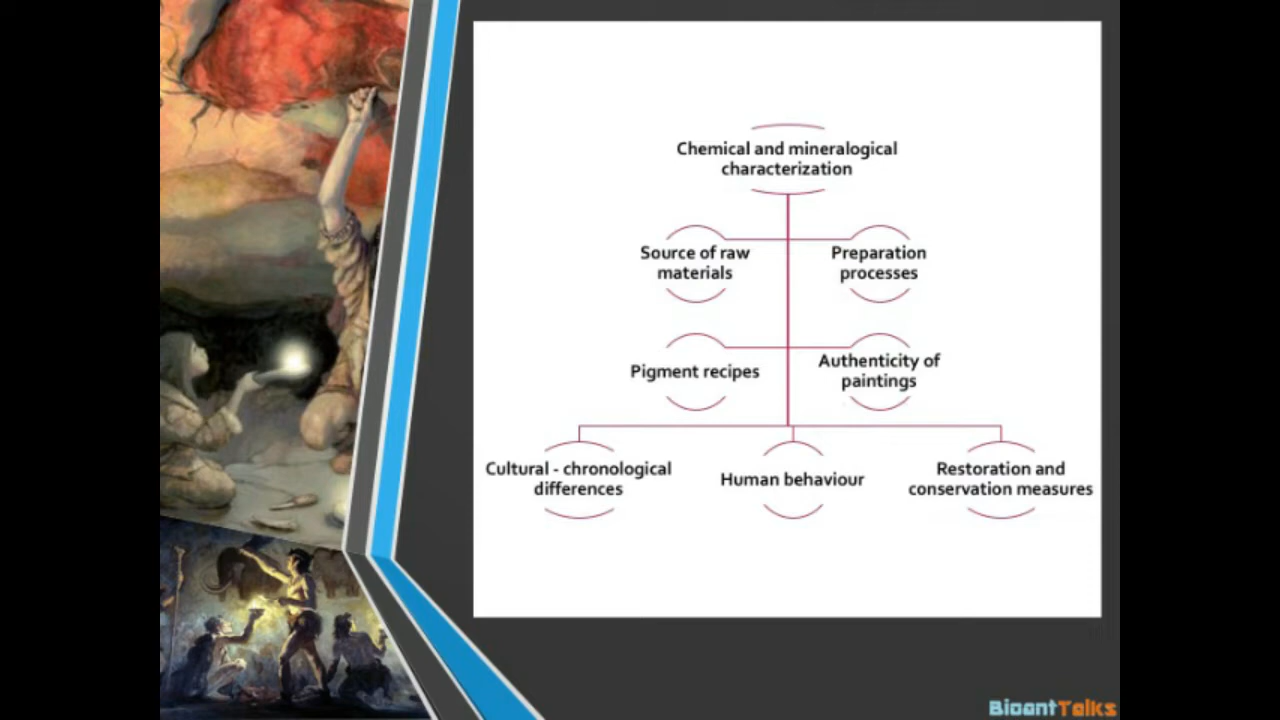 Chemical and mineralogical
characterization
Source of raw
materials
Preparation
processes
Pigment recipes
Authenticity of
paintings
Cultural - chronological
differences
Human behaviour
Restoration and
conservation measures
BioantTalks